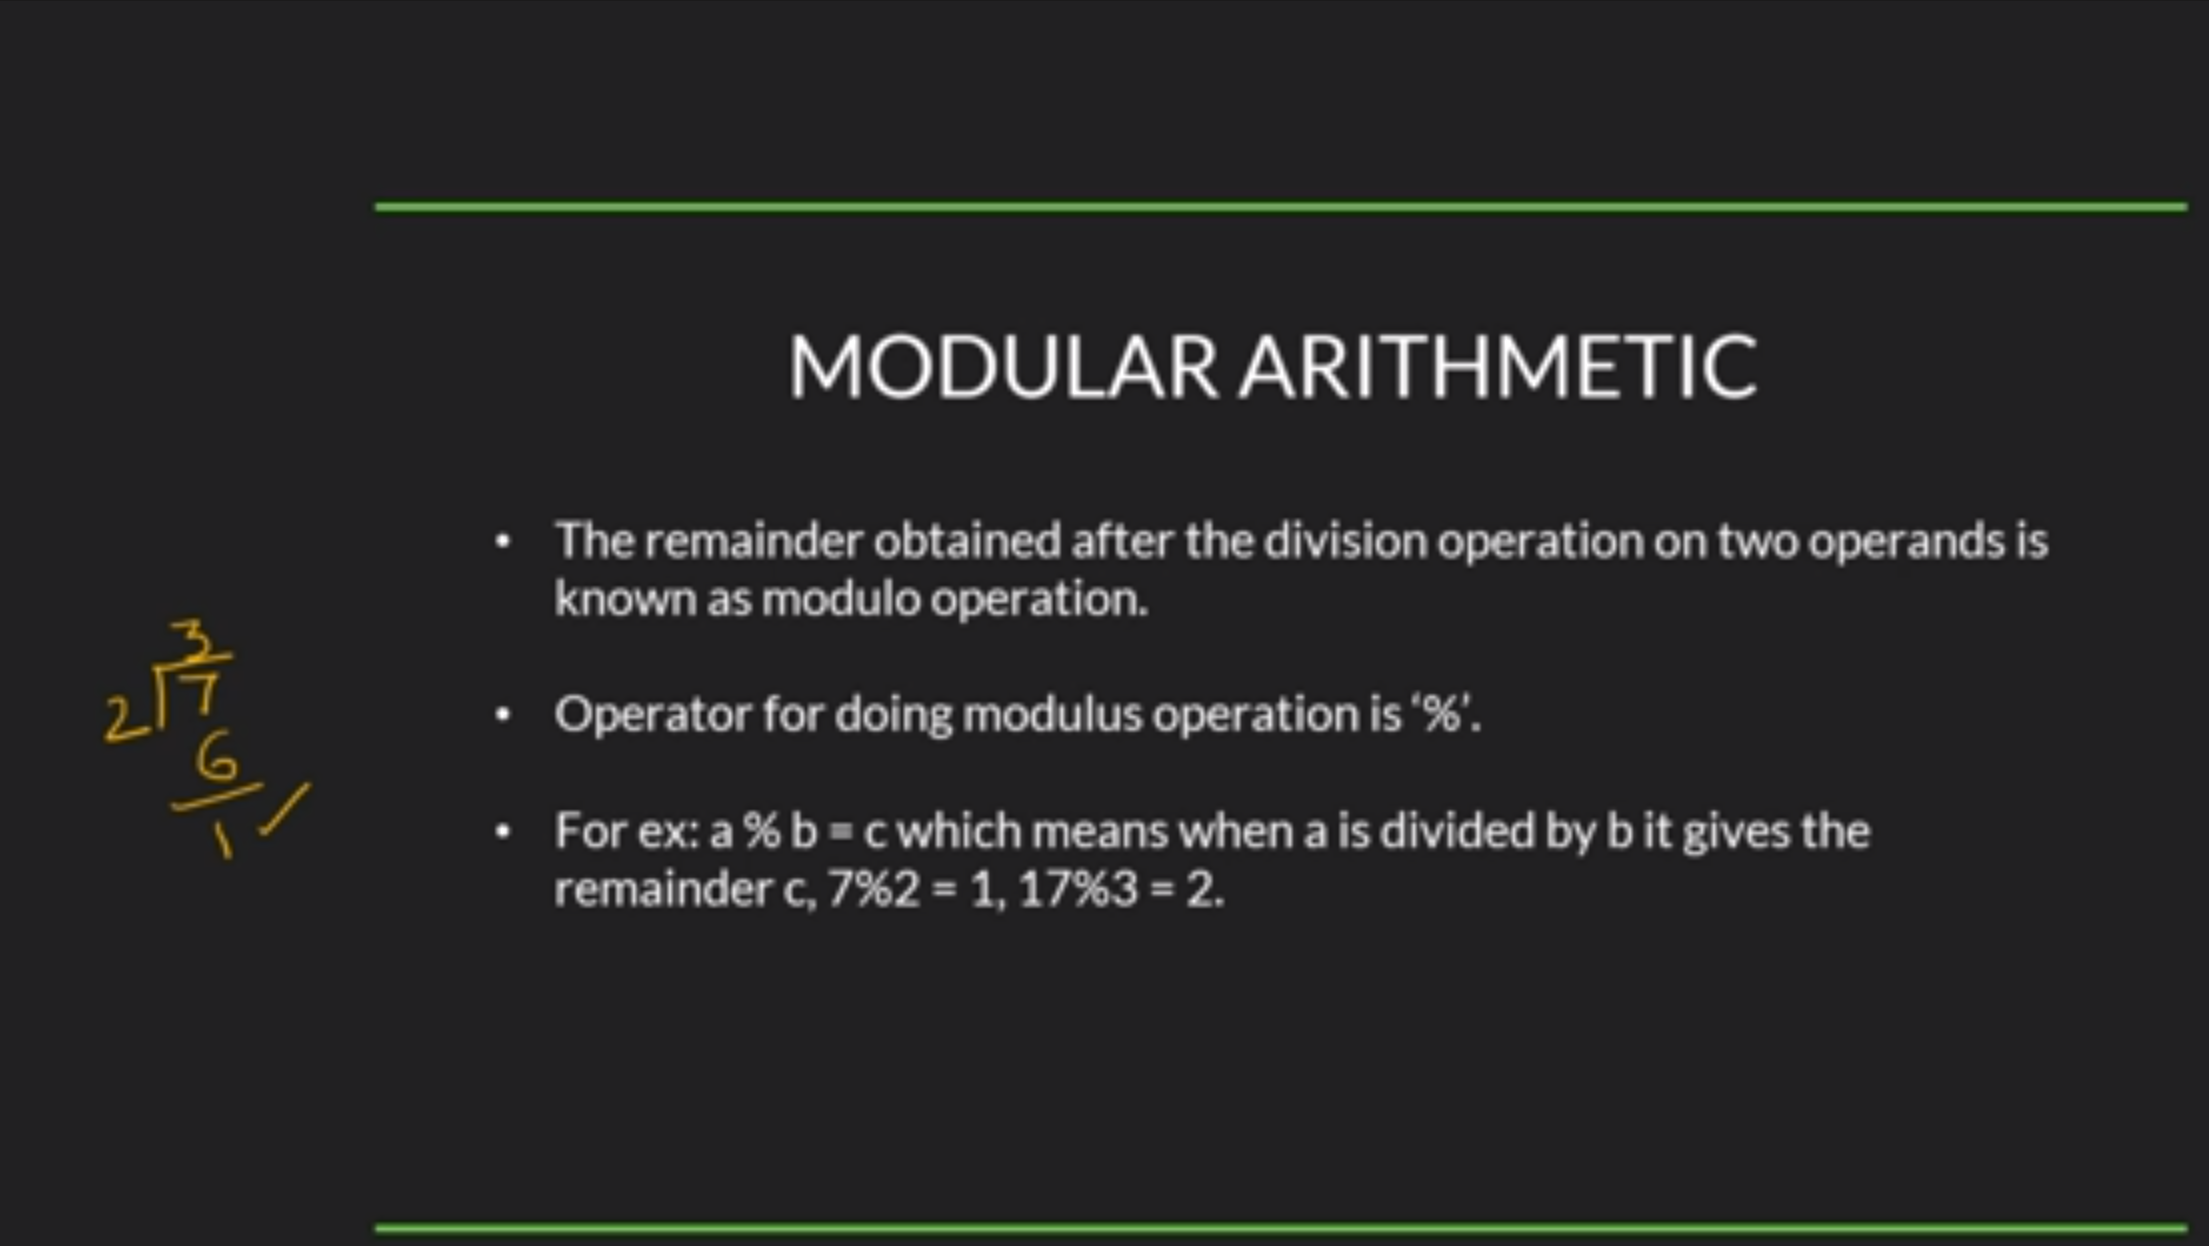 MODULAR ARITHMETIC
• The remainder obtained after the division operation on two operands is
known as modulo operation.
3
2 7
6
1
• Operator for doing modulus operation is ‘%’.
• For ex: a % b = c which means when a is divided by b it gives the
remainder c, 7%2 = 1, 17%3 = 2.